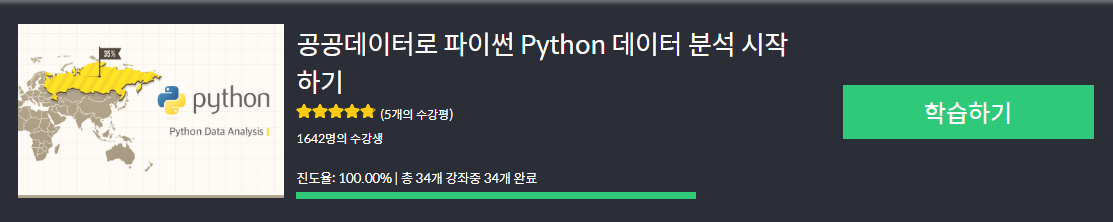 35%
python
Python Data Analysis
공공데이터로 파이썬 Python 데이터 분석 시작
하기
(5개의 수강평)
1642명의 수강생
진도율: 100.00% | 총 34개 강좌중 34개 완료
학습하기